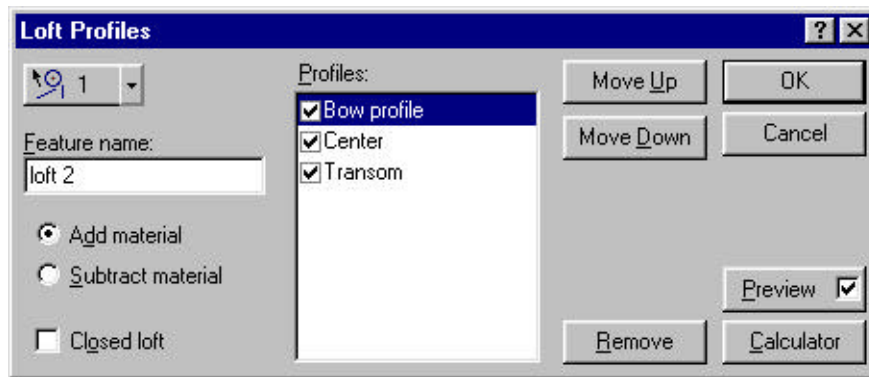 Loft Profiles
1
Feature name:
loft 2
Add material
Subtract material
Closed loft
Profiles:
Bow profile
Center
Transom
Move Up
Move Down
Remove
OK
Cancel
Preview
Calculator